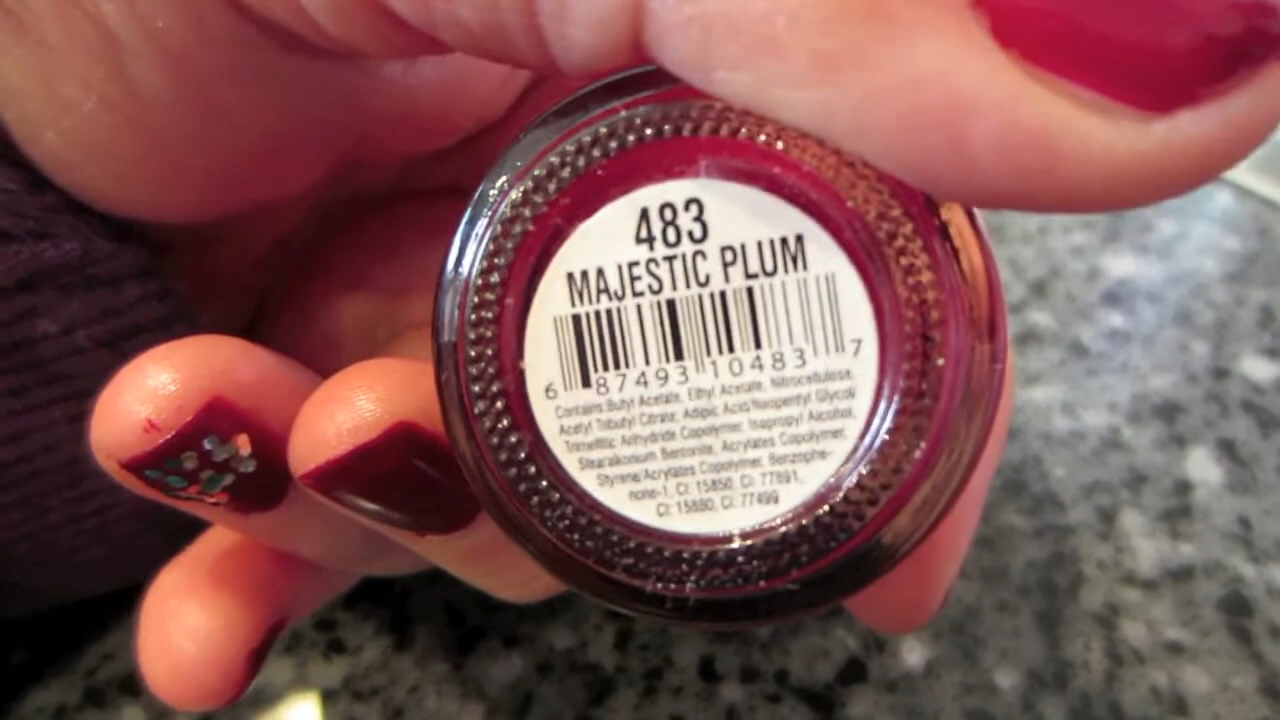 483
MAJESTIC PLUM
6 87493 10483 7
Contains: Butyl Acetate, Ethyl Acetate, Nitrocellulose,
Acetyl Tributyl Citrate, Adipic Acid/Neopentyl Glycol/
Trimellitic Anhydride Copolymer, Isopropyl Alcohol,
Stearalkonium Bentonite, Acrylates Copolymer,
Styrene/Acrylates Copolymer, Benzophe-
none-1, CI: 15850, CI: 77891,
CI: 15880, CI: 77499